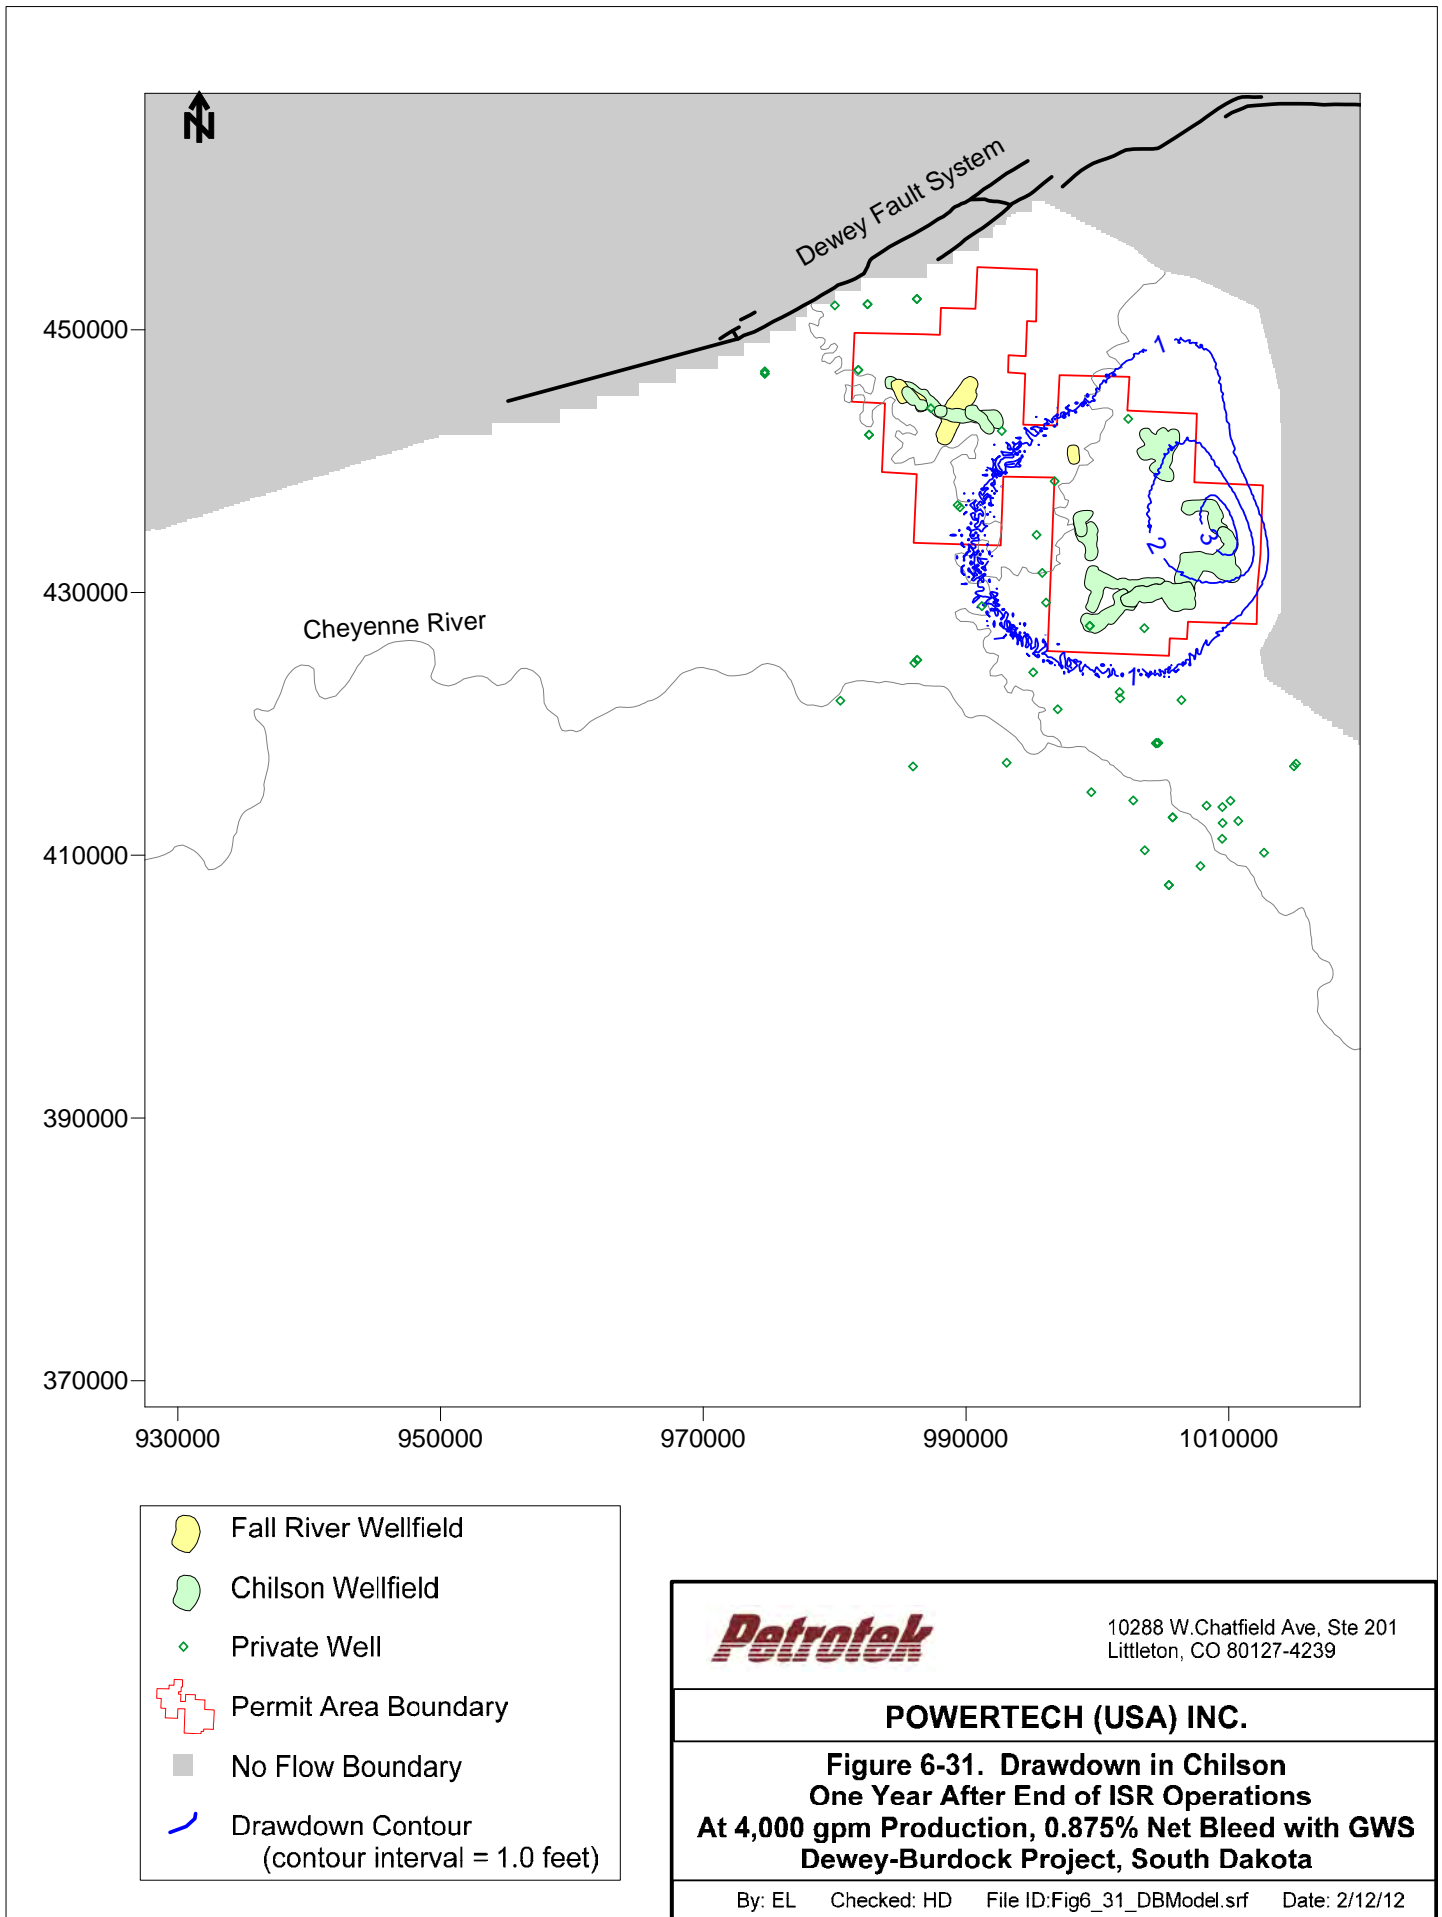 N
Dewey Fault System
450000
1
430000
2
3
Cheyenne River
1
410000
390000
370000
930000
950000
970000
990000
1010000
Fall River Wellfield
Chilson Wellfield
Private Well
Permit Area Boundary
No Flow Boundary
Drawdown Contour
(contour interval = 1.0 feet)
Petrotek
10288 W.Chatfield Ave, Ste 201
Littleton, CO 80127-4239
POWERTECH (USA) INC.
Figure 6-31. Drawdown in Chilson
One Year After End of ISR Operations
At 4,000 gpm Production, 0.875% Net Bleed with GWS
Dewey-Burdock Project, South Dakota
By: EL Checked: HD File ID:Fig6_31_DBModel.srf Date: 2/12/12